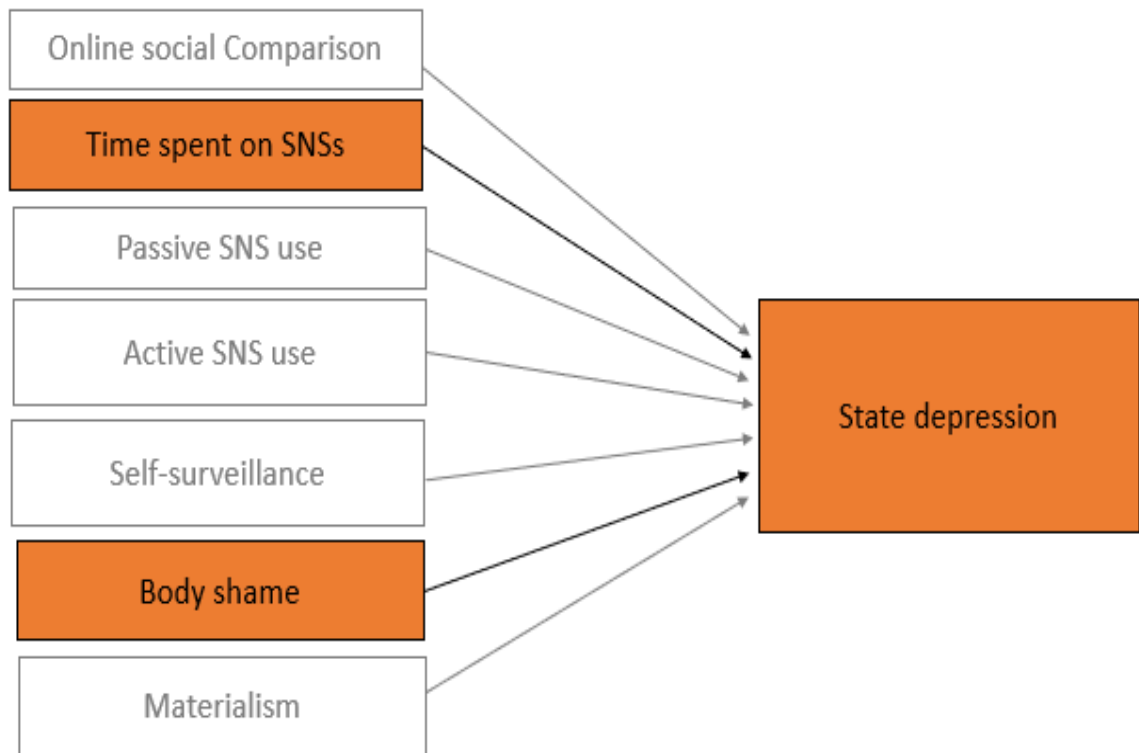 Online social Comparison
Time spent on SNSs
Passive SNS use
Active SNS use
State depression
Self-surveillance
Body shame
Materialism